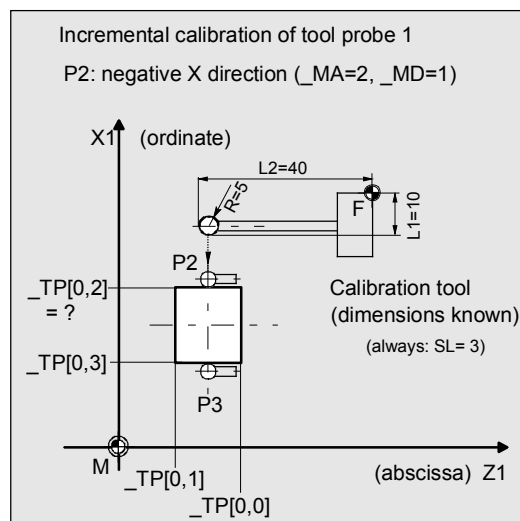 Incremental calibration of tool probe 1
P2: negative X direction (_MA=2, _MD=1)
X1 (ordinate)
L2=40
R=5
F
L1=10
P2
_TP[0,2]
= ?
Calibration tool
(dimensions known)
(always: SL= 3)
_TP[0,3]
P3
M
_TP[0,1]
(abscissa) Z1
_TP[0,0]